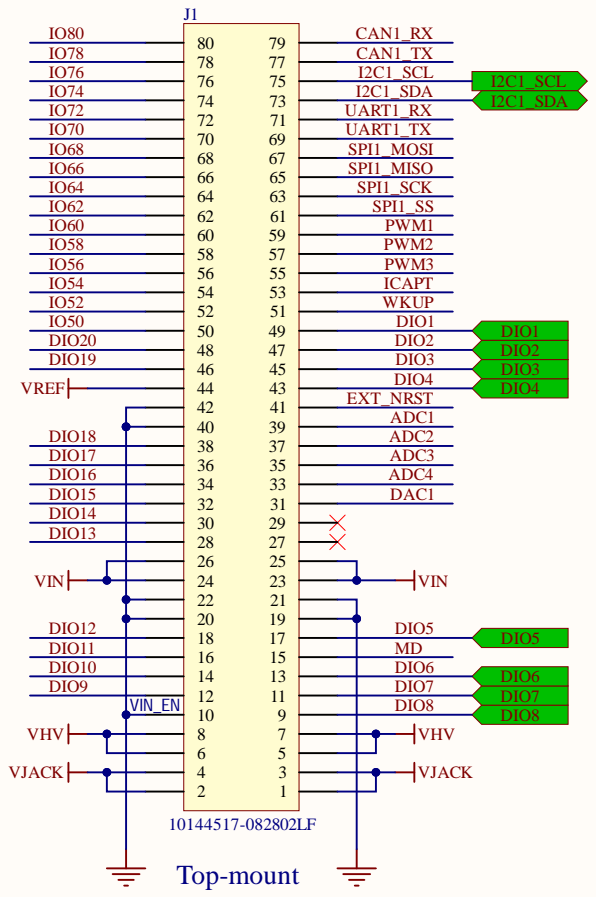 J1
IO80 80 79 CAN1_RX
IO78 78 77 CAN1_TX
IO76 76 75 I2C1_SCL I2C1_SCL
IO74 74 73 I2C1_SDA I2C1_SDA
IO72 72 71 UART1_RX
IO70 70 69 UART1_TX
IO68 68 67 SPI1_MOSI
IO66 66 65 SPI1_MISO
IO64 64 63 SPI1_SCK
IO62 62 61 SPI1_SS
IO60 60 59 PWM1
IO58 58 57 PWM2
IO56 56 55 PWM3
IO54 54 53 ICAPT
IO52 52 51 WKUP
IO50 50 49 DIO1 DIO1
DIO20 48 47 DIO2 DIO2
DIO19 46 45 DIO3 DIO3
VREF 44 43 DIO4 DIO4
42 41 EXT_NRST
40 39 ADC1
DIO18 38 37 ADC2
DIO17 36 35 ADC3
DIO16 34 33 ADC4
DIO15 32 31 DAC1
DIO14 30 29
DIO13 28 27
26 25
VIN 24 23 VIN
22 21
20 19
DIO12 18 17 DIO5 DIO5
DIO11 16 15 MD
DIO10 14 13 DIO6 DIO6
DIO9 12 11 DIO7 DIO7
VIN_EN 10 9 DIO8 DIO8
VHV 8 7 VHV
6 5
VJACK 4 3 VJACK
2 1
10144517-082802LF
Top-mount